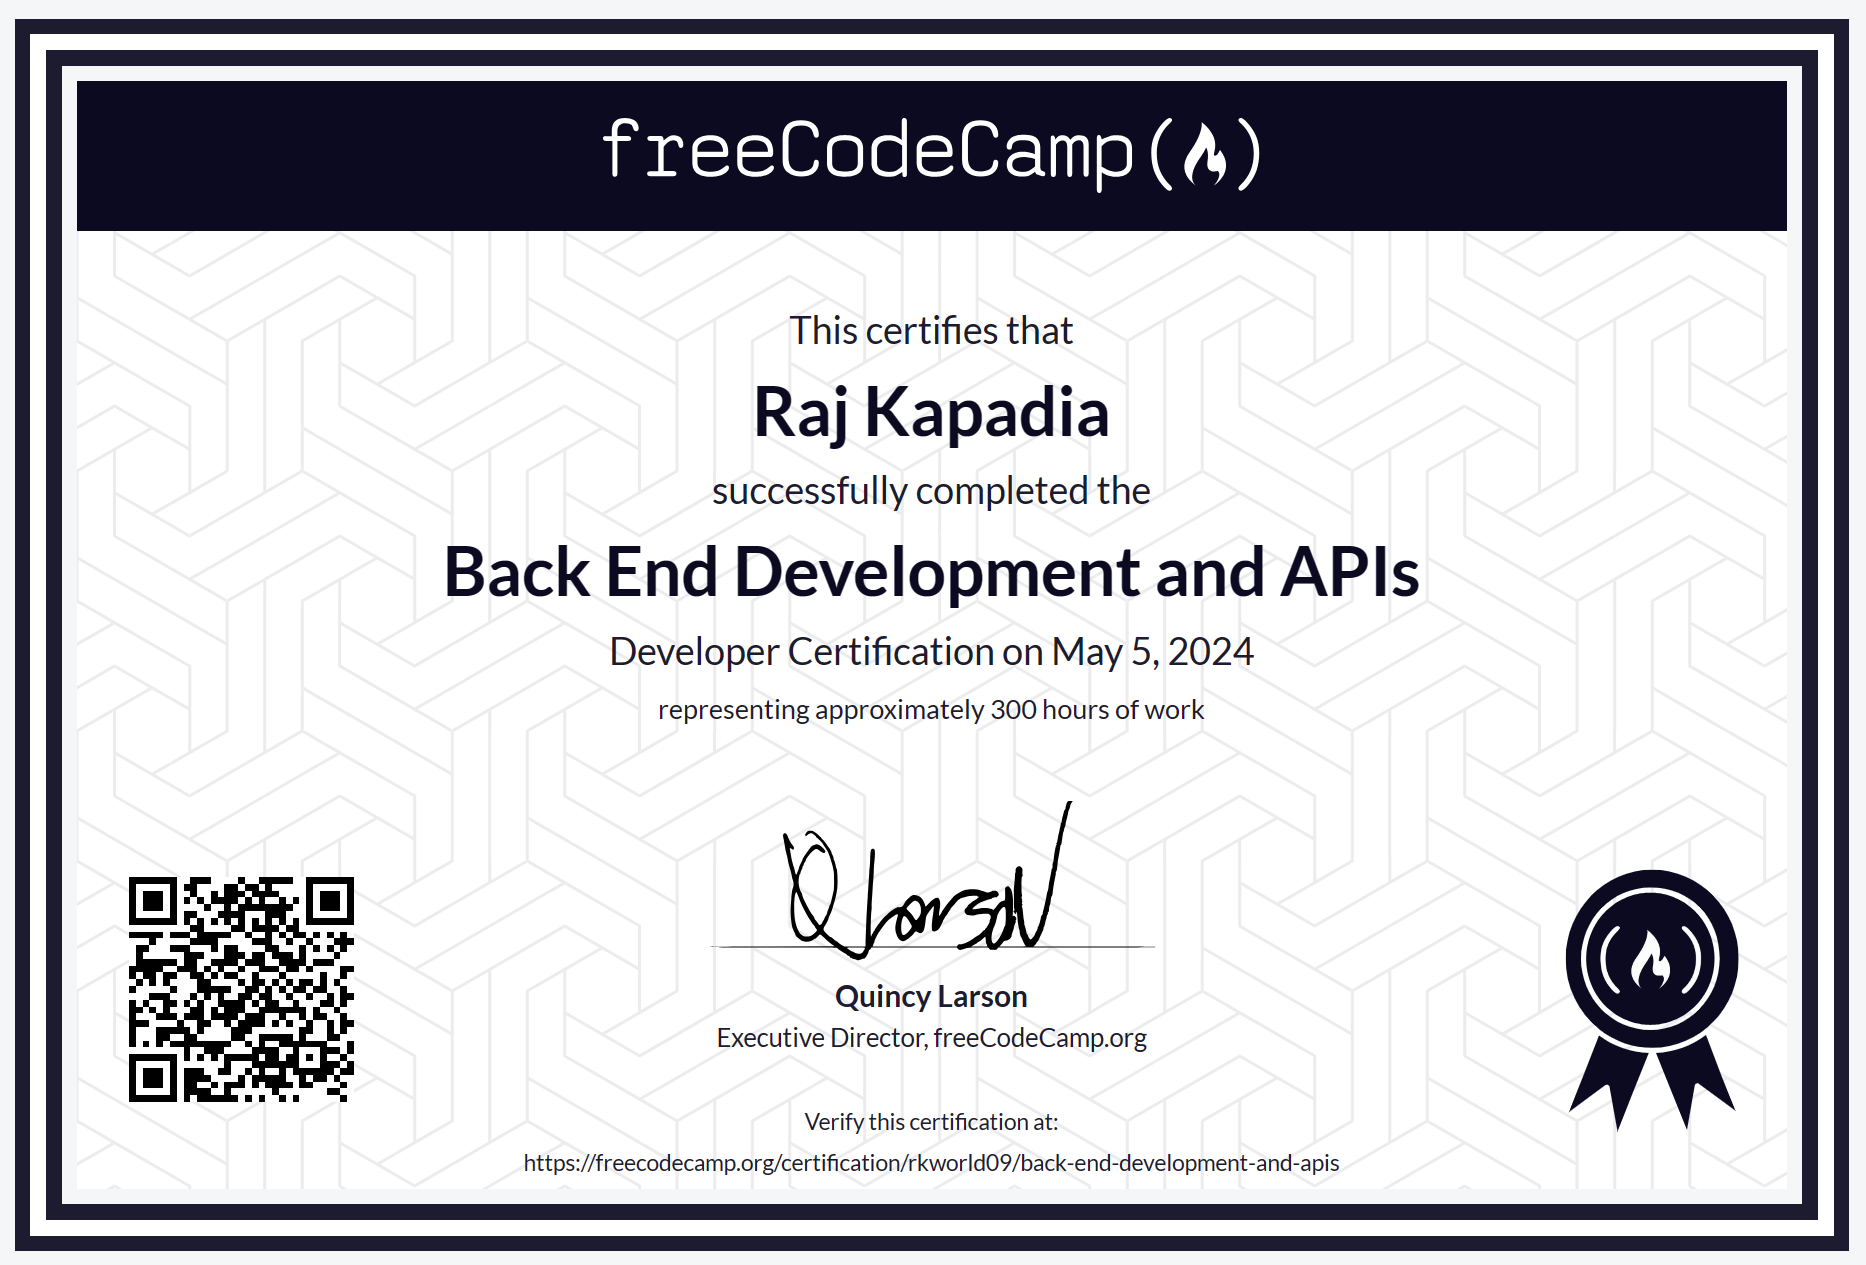 freeCodeCamp
This certifies that
Raj Kapadia
successfully completed the
Back End Development and APIs
Developer Certification on May 5, 2024
representing approximately 300 hours of work
Q Larson
Quincy Larson
Executive Director, freeCodeCamp.org
Verify this certification at:
https://freecodecamp.org/certification/rkworld09/back-end-development-and-apis